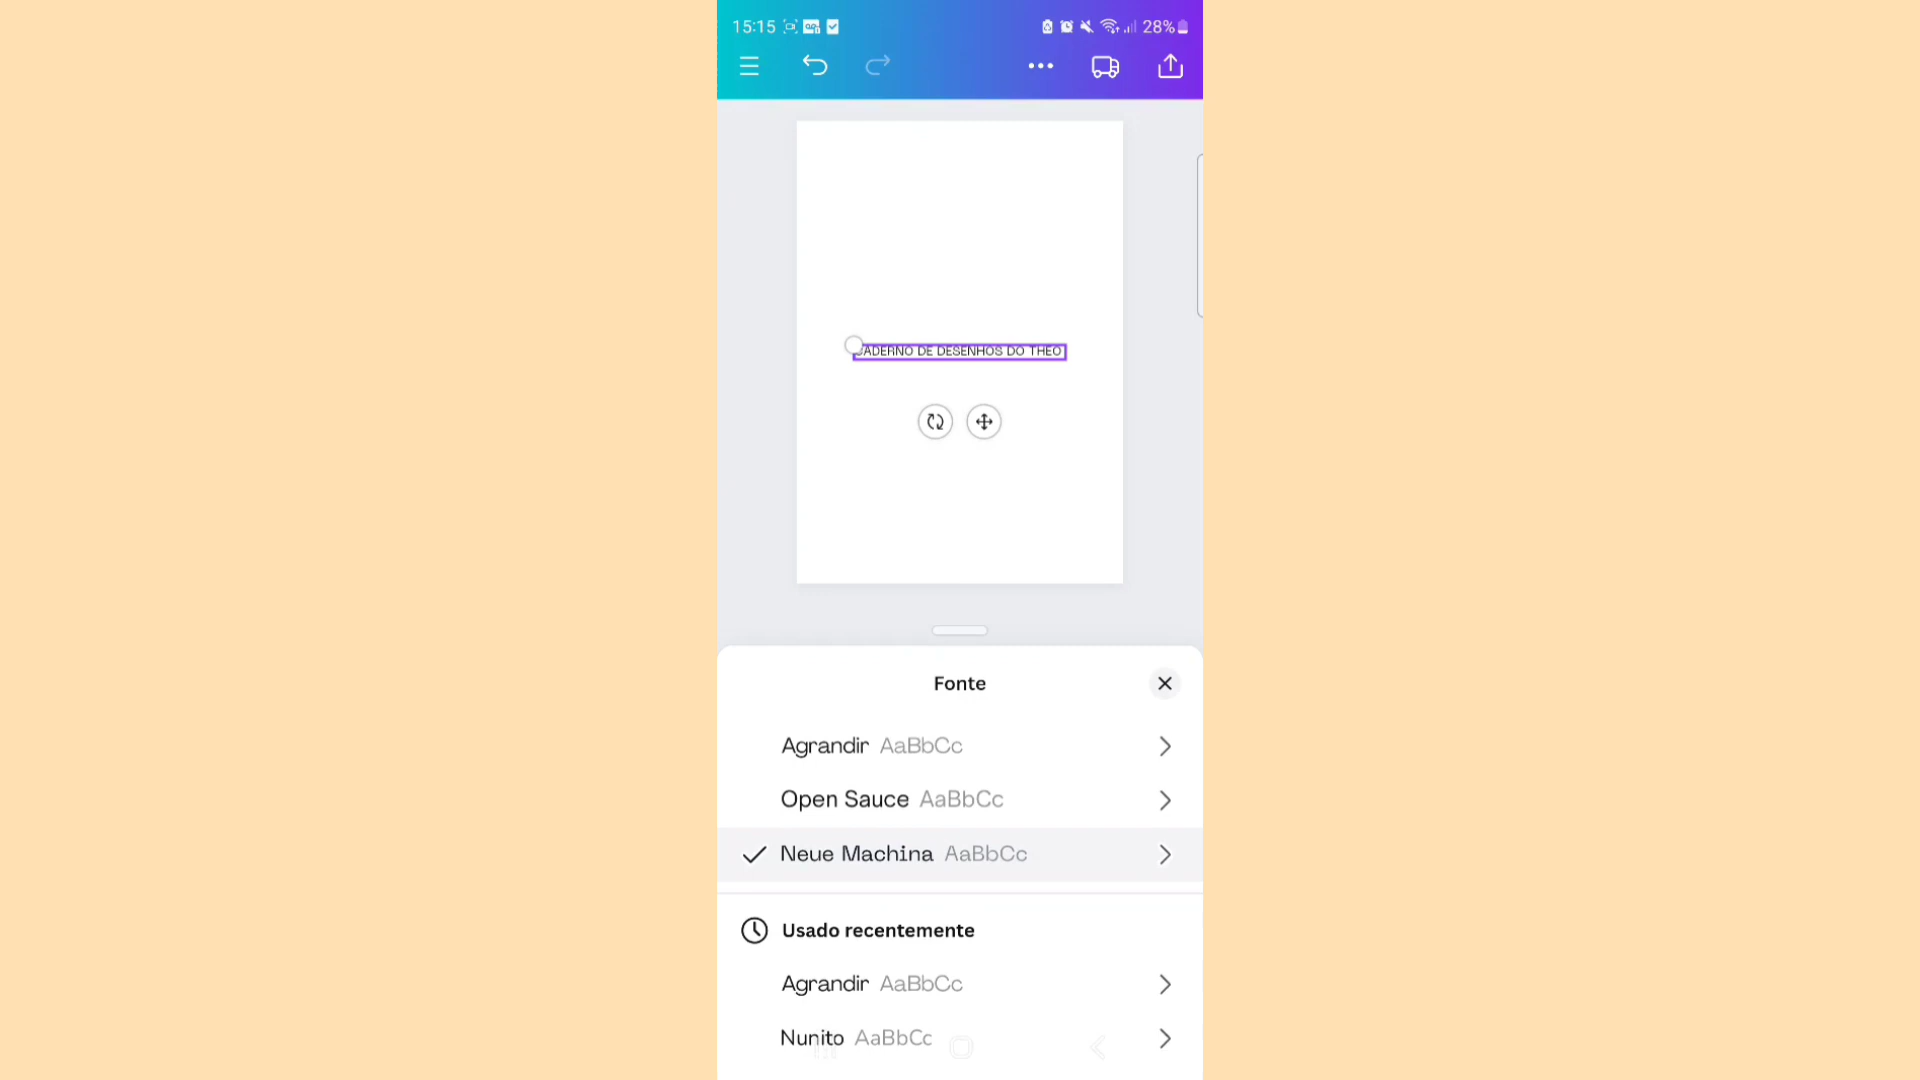 15:15
28%
CADERNO DE DESENHOS DO THEO
Fonte
Agrandir AaBbCc
Open Sauce AaBbCc
Neue Machina AaBbCc
Usado recentemente
Agrandir AaBbCc
Nunito AaBbCc